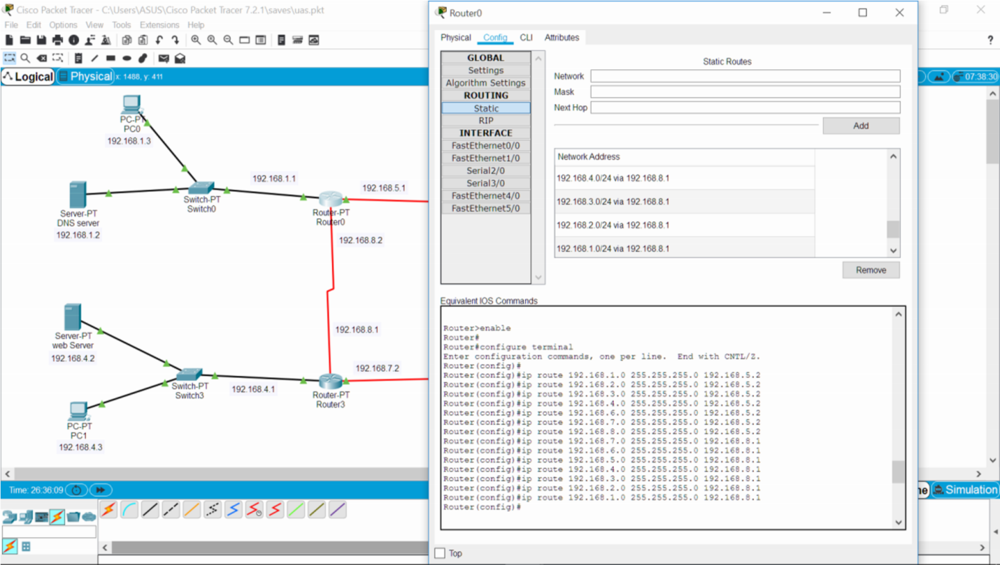 Cisco Packet Tracer - C:\Users\ASUS\Cisco Packet Tracer 7.2.1\saves\uas.pkt
File Edit Options View Tools Extensions Help
?
Logical Physical x: 1488, y: 411
07:38:30
PC-PT
PC0
192.168.1.3
Server-PT
DNS server
192.168.1.2
Switch-PT
Switch0
192.168.1.1
Router-PT
Router0
192.168.5.1
192.168.8.2
Server-PT
web Server
192.168.4.2
Switch-PT
Switch3
192.168.4.1
192.168.8.1
192.168.7.2
Router-PT
Router3
PC-PT
PC1
192.168.4.3
Time: 26:36:09
ne Simulation
Router0
Physical Config CLI Attributes
GLOBAL
Settings
Algorithm Settings
ROUTING
Static
RIP
INTERFACE
FastEthernet0/0
FastEthernet1/0
Serial2/0
Serial3/0
FastEthernet4/0
FastEthernet5/0
Static Routes
Network
Mask
Next Hop
Add
Network Address
192.168.4.0/24 via 192.168.8.1
192.168.3.0/24 via 192.168.8.1
192.168.2.0/24 via 192.168.8.1
192.168.1.0/24 via 192.168.8.1
Remove
Equivalent IOS Commands
Router>enable
Router#
Router#configure terminal
Enter configuration commands, one per line. End with CNTL/Z.
Router(config)#
Router(config)#ip route 192.168.1.0 255.255.255.0 192.168.5.2
Router(config)#ip route 192.168.2.0 255.255.255.0 192.168.5.2
Router(config)#ip route 192.168.3.0 255.255.255.0 192.168.5.2
Router(config)#ip route 192.168.4.0 255.255.255.0 192.168.5.2
Router(config)#ip route 192.168.6.0 255.255.255.0 192.168.5.2
Router(config)#ip route 192.168.7.0 255.255.255.0 192.168.5.2
Router(config)#ip route 192.168.8.0 255.255.255.0 192.168.5.2
Router(config)#ip route 192.168.7.0 255.255.255.0 192.168.8.1
Router(config)#ip route 192.168.6.0 255.255.255.0 192.168.8.1
Router(config)#ip route 192.168.5.0 255.255.255.0 192.168.8.1
Router(config)#ip route 192.168.4.0 255.255.255.0 192.168.8.1
Router(config)#ip route 192.168.3.0 255.255.255.0 192.168.8.1
Router(config)#ip route 192.168.2.0 255.255.255.0 192.168.8.1
Router(config)#ip route 192.168.1.0 255.255.255.0 192.168.8.1
Router(config)#
Top